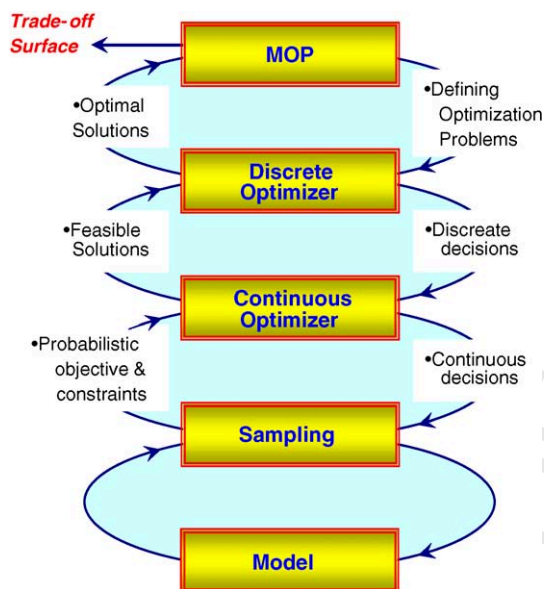 Trade-off
Surface
MOP
•Optimal
Solutions
•Defining
Optimization
Problems
Discrete
Optimizer
•Feasible
Solutions
•Discreate
decisions
Continuous
Optimizer
•Probabilistic
objective &
constraints
•Continuous
decisions
Sampling
Model